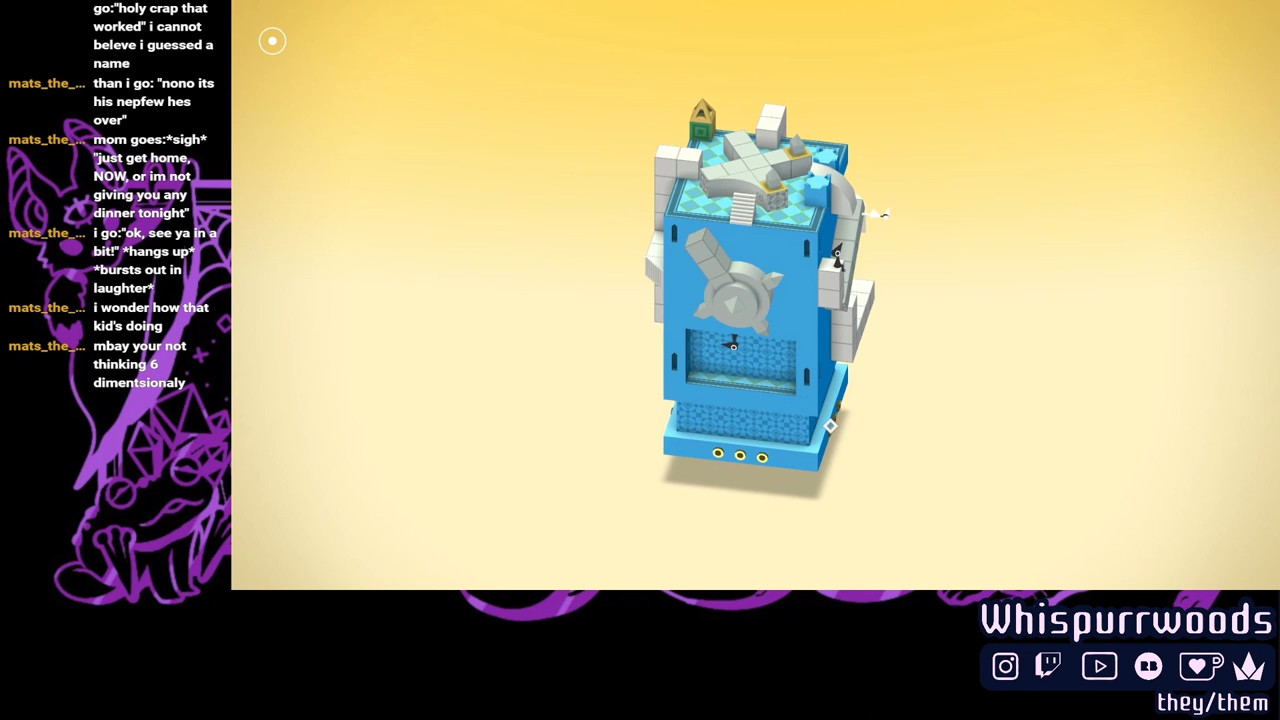 go:"holy crap that
worked" i cannot
beleve i guessed a
name
mats_the_... than i go: "nono its
his nepfew hes
over"
mats_the_... mom goes:*sigh*
"just get home,
NOW, or im not
giving you any
dinner tonight"
mats_the_... i go:"ok, see ya in a
bit!" *hangs up*
*bursts out in
laughter*
mats_the_... i wonder how that
kid's doing
mats_the_... mbay your not
thinking 6
dimentsionaly
Whispurrwoods
they/them